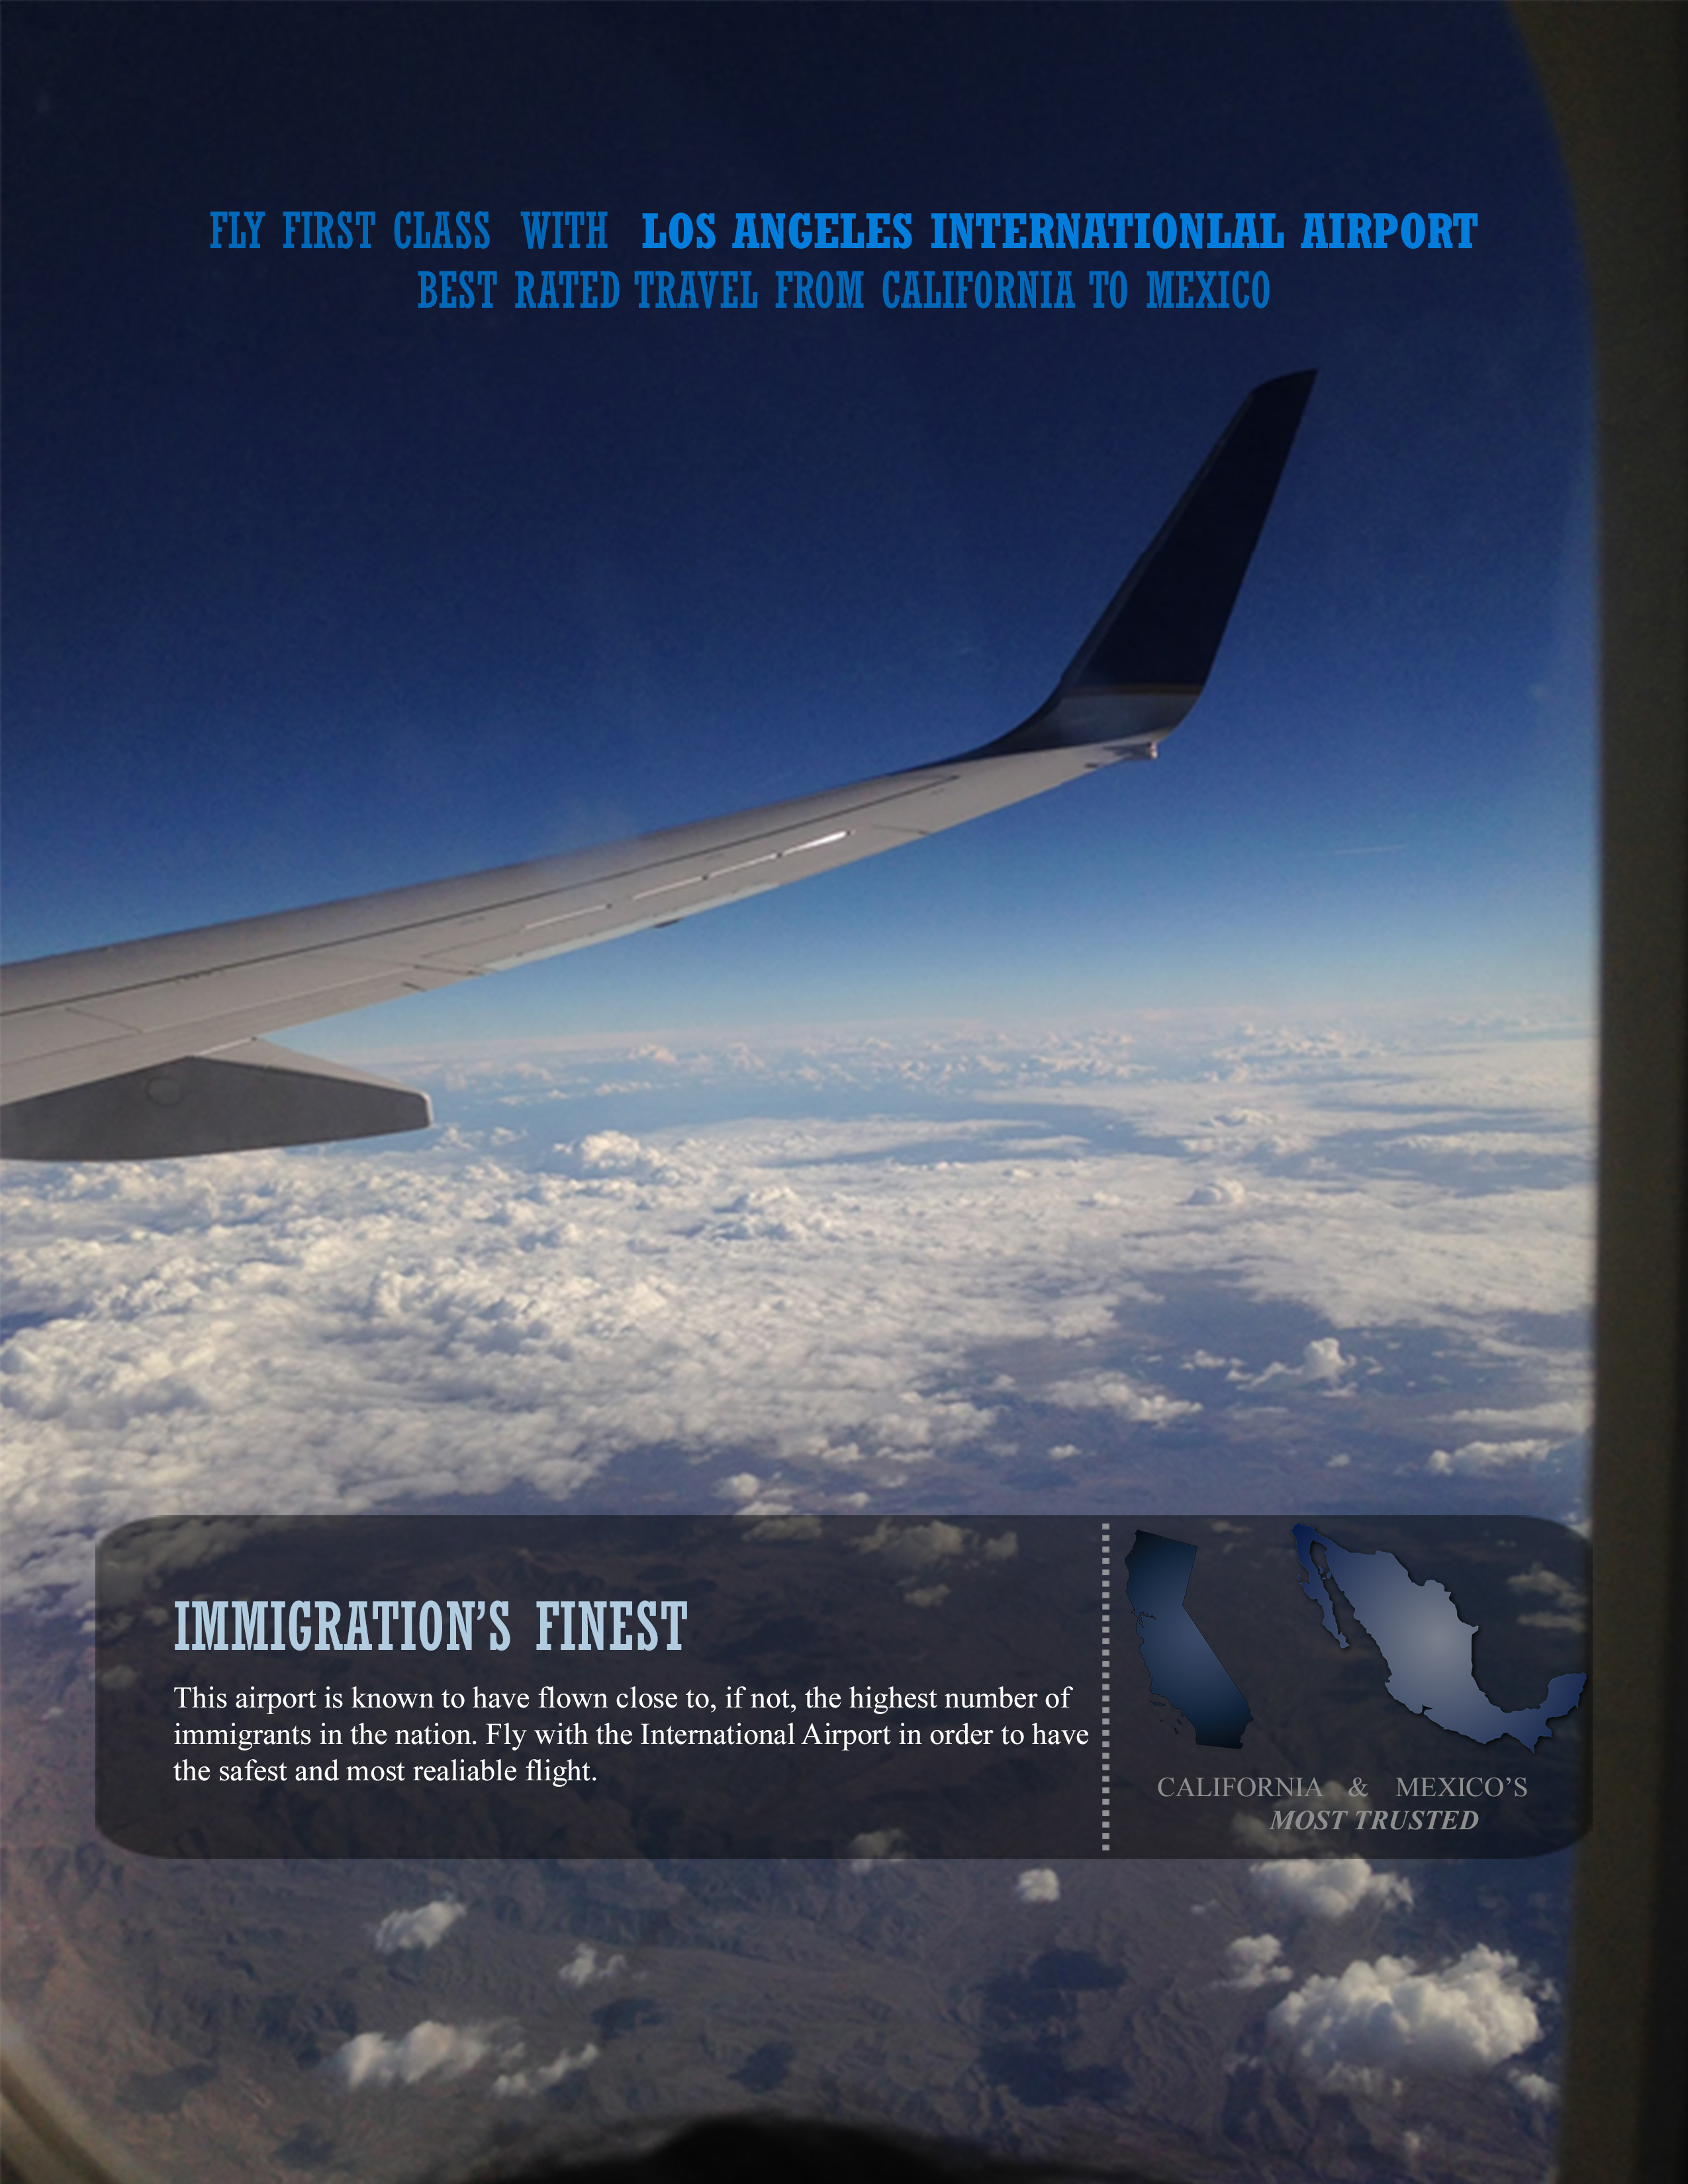 FLY FIRST CLASS WITH LOS ANGELES INTERNATIONLAL AIRPORT
BEST RATED TRAVEL FROM CALIFORNIA TO MEXICO
IMMIGRATION'S FINEST
This airport is known to have flown close to, if not, the highest number of
immigrants in the nation. Fly with the International Airport in order to have
the safest and most realiable flight.
CALIFORNIA & MEXICO'S
MOST TRUSTED